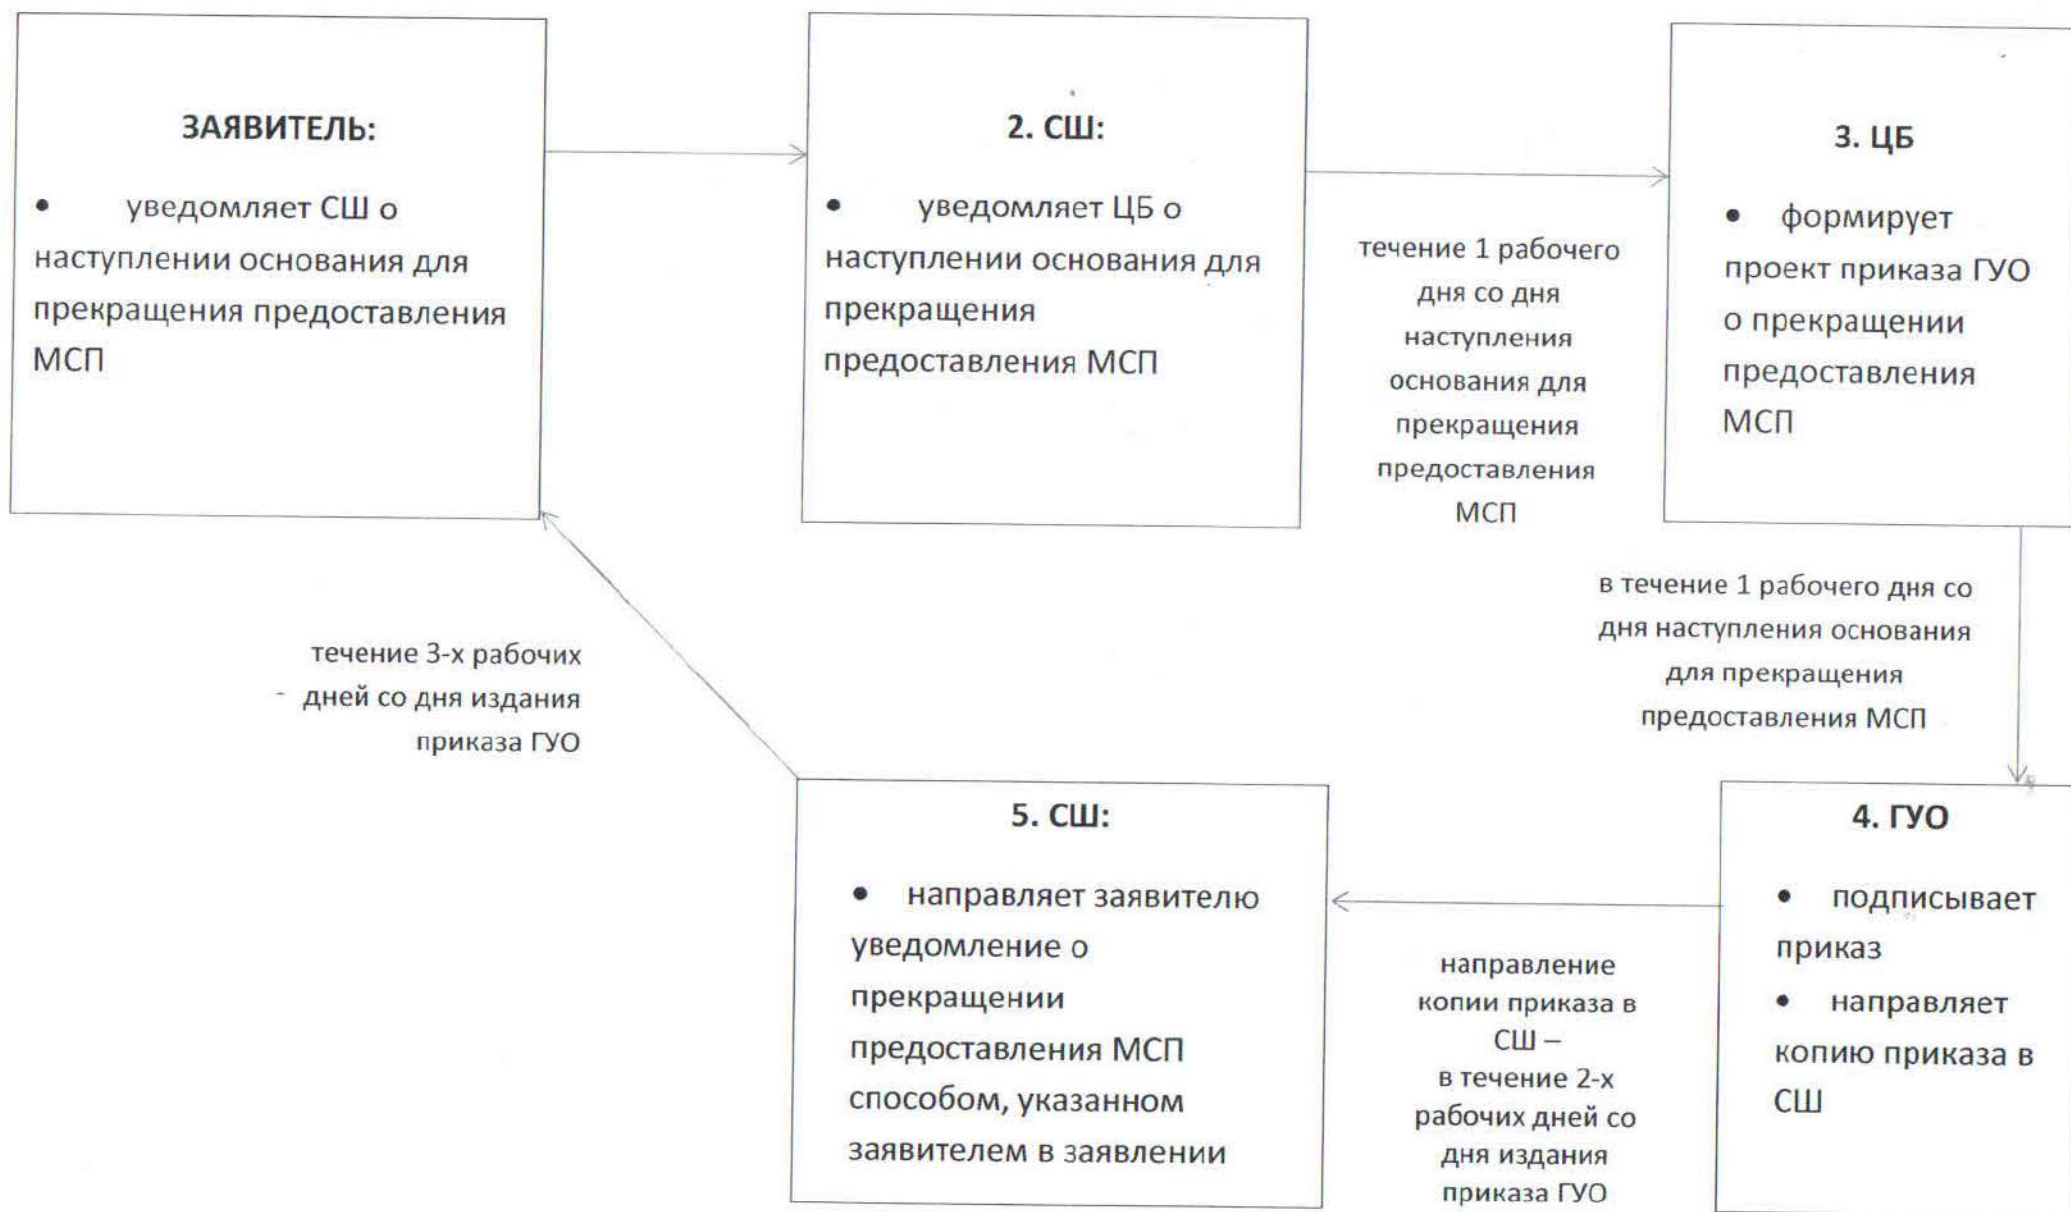 ЗАЯВИТЕЛЬ:
• уведомляет СШ о
наступлении основания для
прекращения предоставления
МСП
2. СШ:
• уведомляет ЦБ о
наступлении основания для
прекращения
предоставления МСП
течение 1 рабочего
дня со дня
наступления
основания для
прекращения
предоставления
МСП
3. ЦБ
• формирует
проект приказа ГУО
о прекращении
предоставления
МСП
в течение 1 рабочего дня со
дня наступления основания
для прекращения
предоставления МСП
4. ГУО
• подписывает
приказ
• направляет
копию приказа в
СШ
направление
копии приказа в
СШ –
в течение 2-х
рабочих дней со
дня издания
приказа ГУО
5. СШ:
• направляет заявителю
уведомление о
прекращении
предоставления МСП
способом, указанном
заявителем в заявлении
течение 3-х рабочих
- дней со дня издания
приказа ГУО